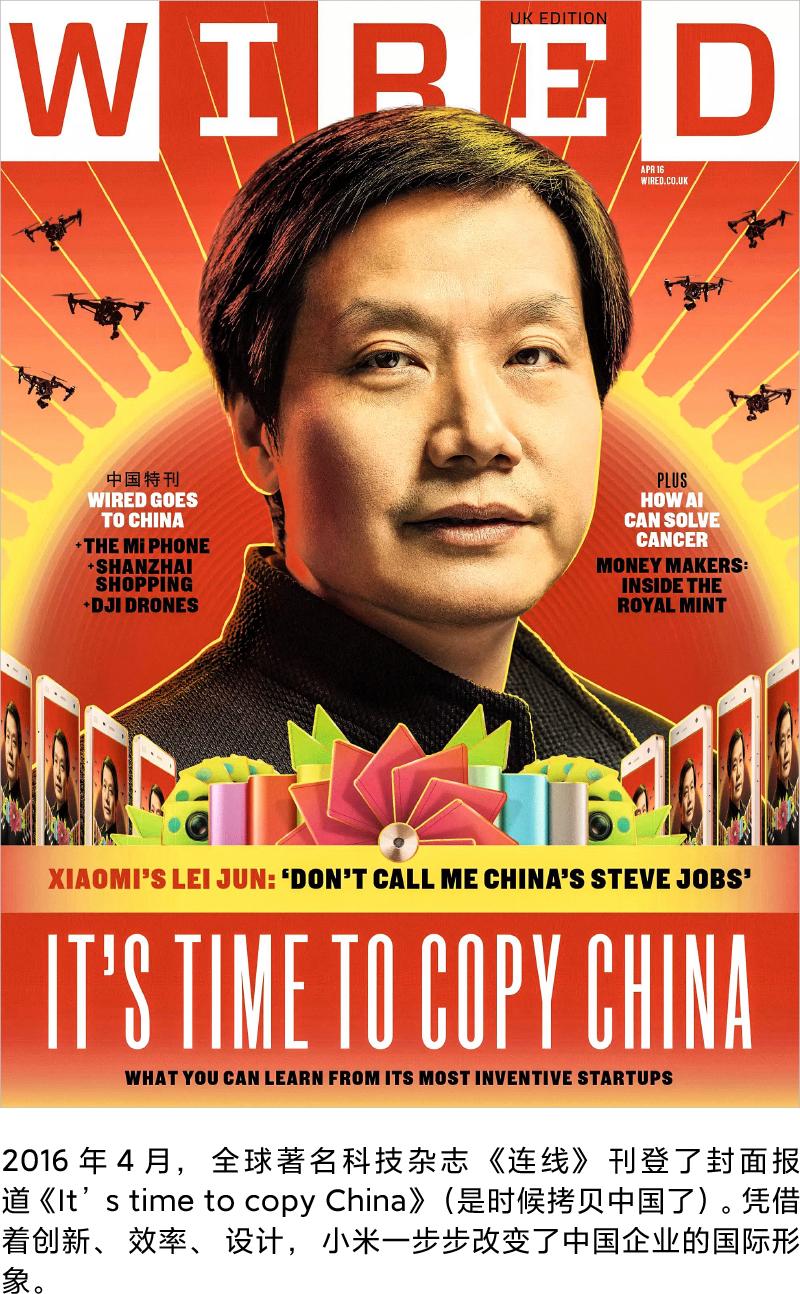 UK EDITION
WIRED
APR 16
WIRED.CO.UK
中国特刊
WIRED GOES
TO CHINA
+THE Mi PHONE
+SHANZHAI
SHOPPING
+DJI DRONES
PLUS
HOW AI
CAN SOLVE
CANCER
MONEY MAKERS:
INSIDE THE
ROYAL MINT
XIAOMI'S LEI JUN: ‘DON'T CALL ME CHINA'S STEVE JOBS’
IT'S TIME TO COPY CHINA
WHAT YOU CAN LEARN FROM ITS MOST INVENTIVE STARTUPS
2016 年 4 月， 全球著名科技杂志《连线》刊登了封面报
道《It’s time to copy China》（是时候拷贝中国了）。凭借
着创新、 效率、 设计， 小米一步步改变了中国企业的国际形
象。